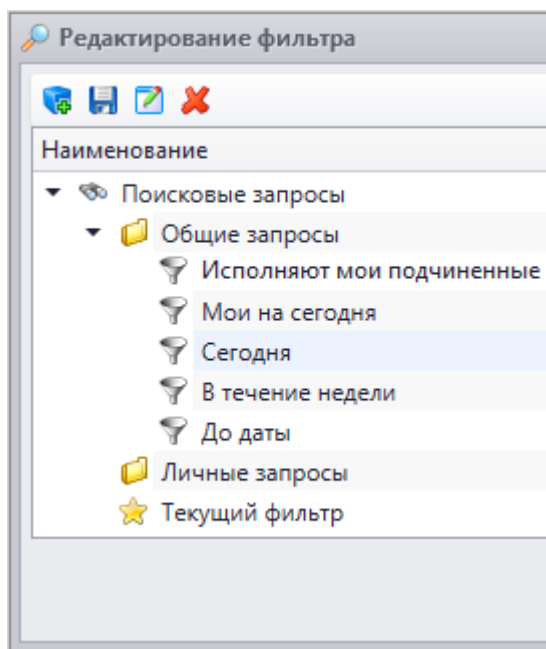 Редактирование фильтра
Наименование
Поисковые запросы
Общие запросы
Исполняют мои подчиненные
Мои на сегодня
Сегодня
В течение недели
До даты
Личные запросы
Текущий фильтр